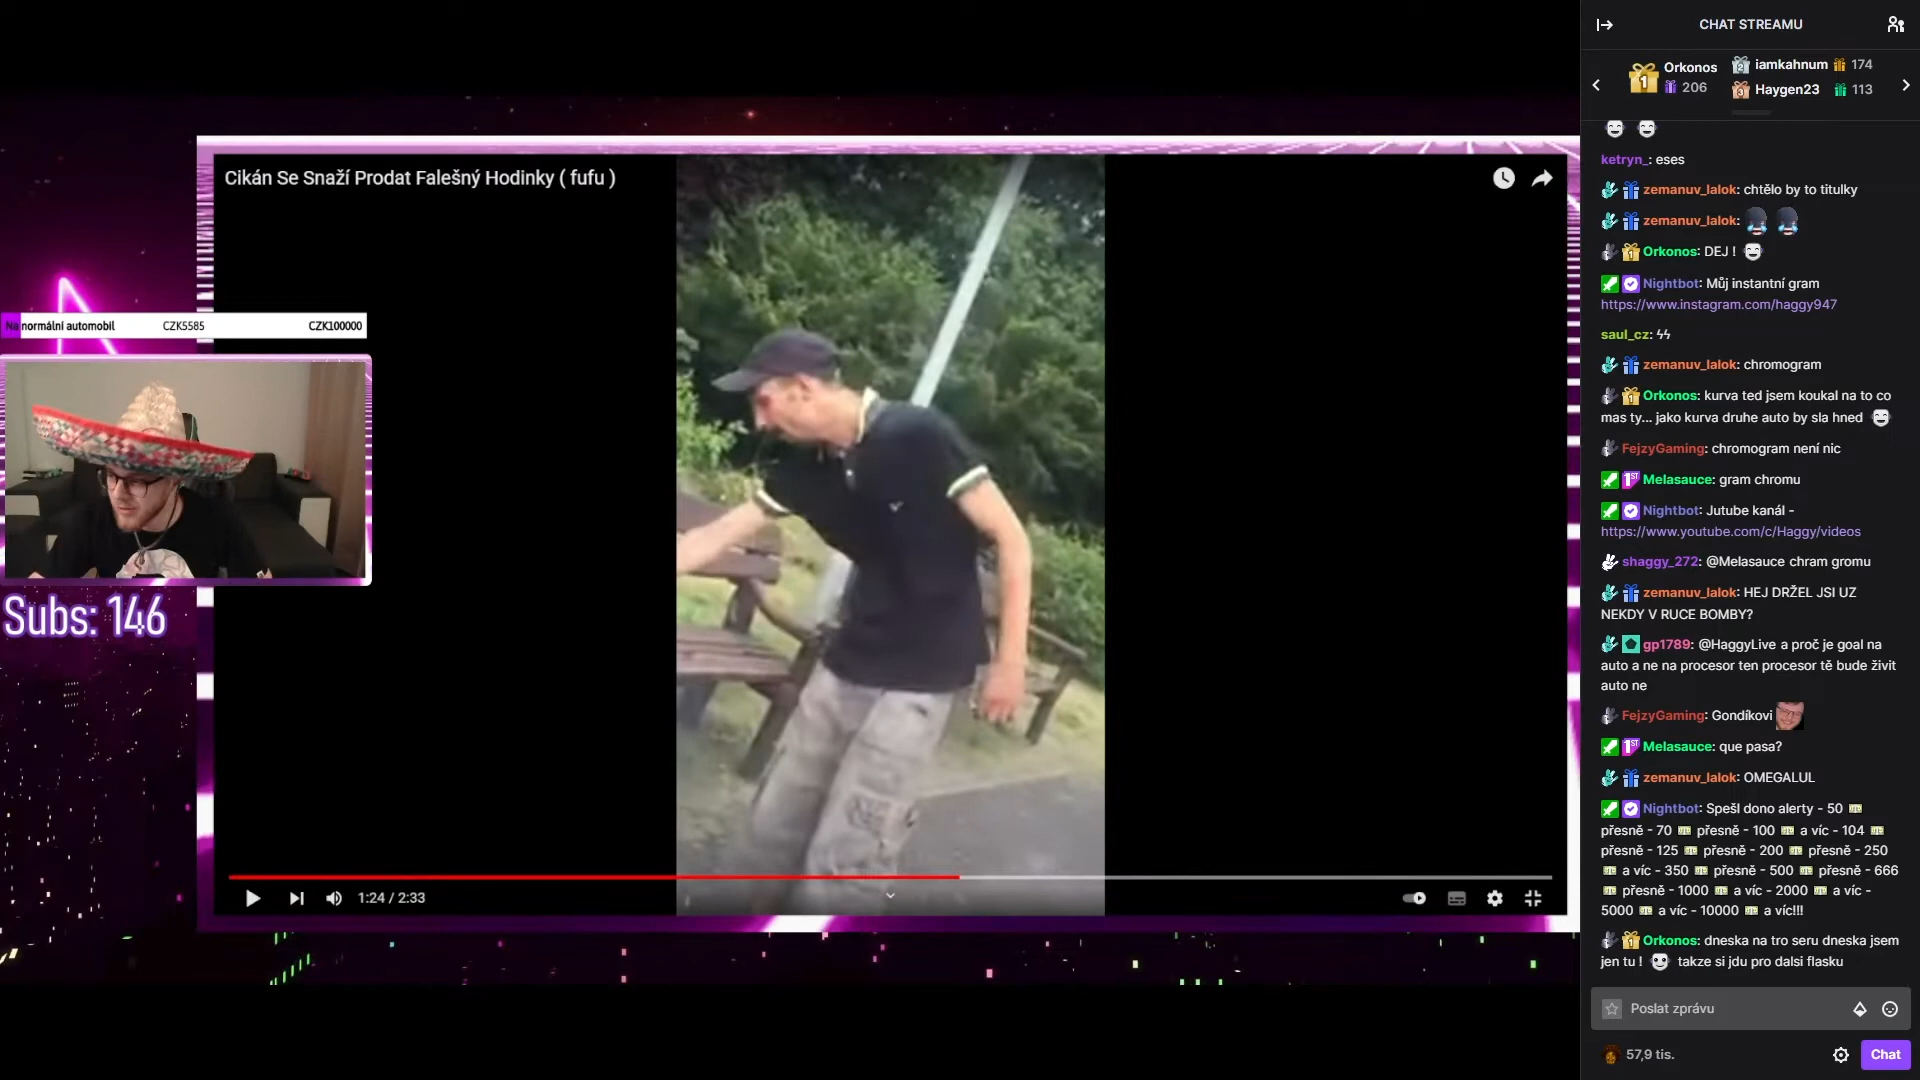 CHAT STREAMU
Orkonos
206
iamkahnum 174
Haygen23 113
Cikán Se Snaží Prodat Falešný Hodinky ( fufu )
Na normální automobil CZK5585 CZK100000
Subs: 146
1:24 / 2:33
ketryn_: eses
zemanuv_lalok: chtělo by to titulky
zemanuv_lalok:
Orkonos: DEJ !
Nightbot: Můj instantní gram
https://www.instagram.com/haggy947
saul_cz: ϟϟ
zemanuv_lalok: chromogram
Orkonos: kurva ted jsem koukal na to co
mas ty... jako kurva druhe auto by sla hned
FejzyGaming: chromogram není nic
Melasauce: gram chromu
Nightbot: Jutube kanál -
https://www.youtube.com/c/Haggy/videos
shaggy_272: @Melasauce chram gromu
zemanuv_lalok: HEJ DRŽEL JSI UZ
NEKDY V RUCE BOMBY?
gp1789: @HaggyLive a proč je goal na
auto a ne na procesor ten procesor tě bude živit
auto ne
FejzyGaming: Gondíkovi
Melasauce: que pasa?
zemanuv_lalok: OMEGALUL
Nightbot: Spešl dono alerty - 50
přesně - 70 přesně - 100 a víc - 104
přesně - 125 přesně - 200 přesně - 250
a víc - 350 přesně - 500 přesně - 666
přesně - 1000 a víc - 2000 a víc -
5000 a víc - 10000 a víc!!!
Orkonos: dneska na tro seru dneska jsem
jen tu ! takze si jdu pro dalsi flasku
Poslat zprávu
57,9 tis.
Chat